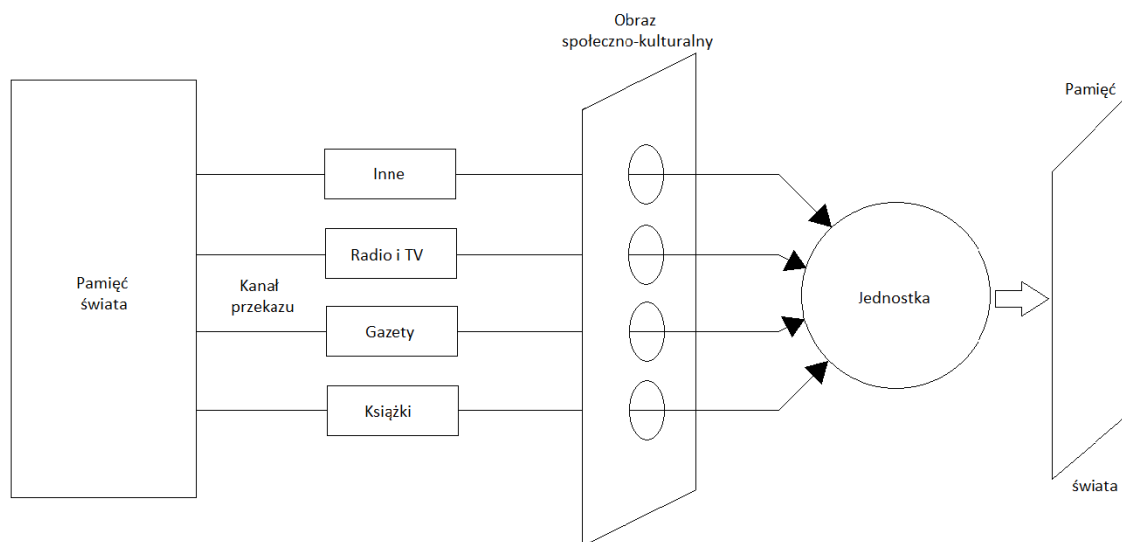 Obraz
społeczno-kulturalny
Pamięć
Inne
Radio i TV
Pamięć
świata
Kanał
przekazu
Jednostka
Gazety
Książki
świata